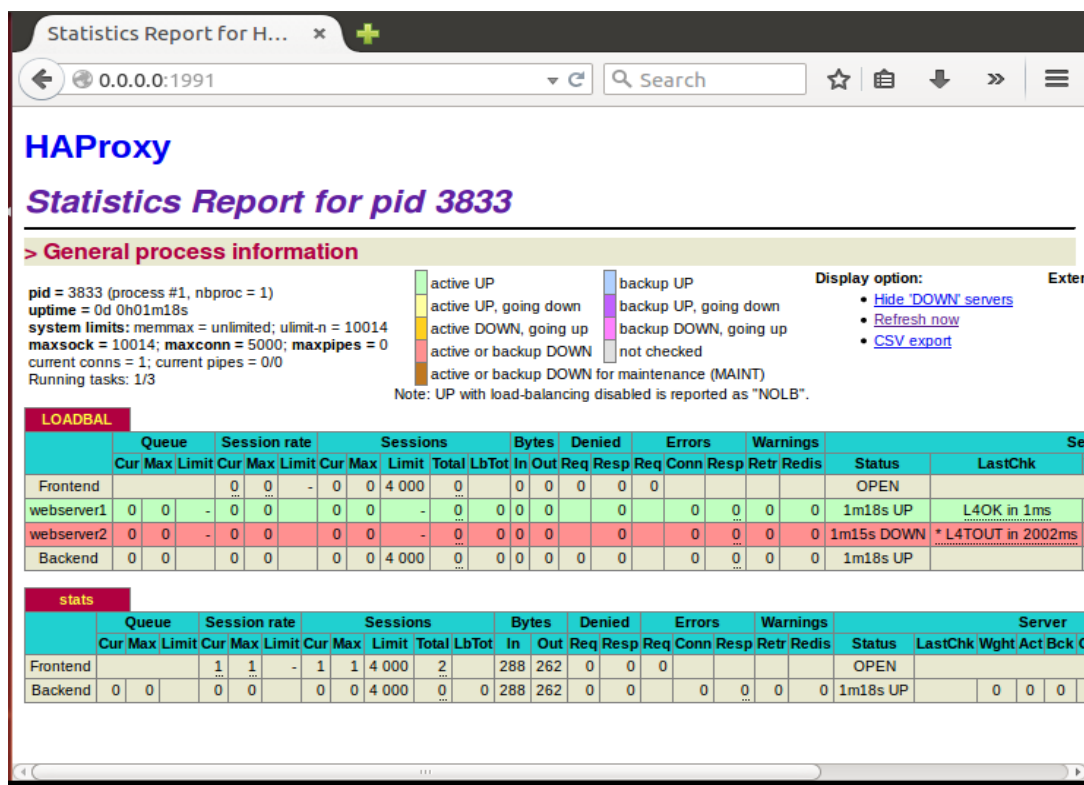 Statistics Report for H... ×
0.0.0.0:1991 Search
HAProxy
Statistics Report for pid 3833
> General process information
pid = 3833 (process #1, nbproc = 1)
uptime = 0d 0h01m18s
system limits: memmax = unlimited; ulimit-n = 10014
maxsock = 10014; maxconn = 5000; maxpipes = 0
current conns = 1; current pipes = 0/0
Running tasks: 1/3
active UP backup UP
active UP, going down backup UP, going down
active DOWN, going up backup DOWN, going up
active or backup DOWN not checked
active or backup DOWN for maintenance (MAINT)
Note: UP with load-balancing disabled is reported as "NOLB".
Display option: Exter
• Hide 'DOWN' servers
• Refresh now
• CSV export
LOADBAL
Queue Session rate Sessions Bytes Denied Errors Warnings Se
Cur Max Limit Cur Max Limit Cur Max Limit Total LbTot In Out Req Resp Req Conn Resp Retr Redis Status LastChk
Frontend 0 0 - 0 0 4 000 0 0 0 0 0 0 OPEN
webserver1 0 0 - 0 0 0 0 - 0 0 0 0 0 0 0 0 0 1m18s UP L4OK in 1ms
webserver2 0 0 - 0 0 0 0 - 0 0 0 0 0 0 0 0 0 1m15s DOWN * L4TOUT in 2002ms
Backend 0 0 0 0 0 0 4 000 0 0 0 0 0 0 0 0 0 0 1m18s UP
stats
Queue Session rate Sessions Bytes Denied Errors Warnings Server
Cur Max Limit Cur Max Limit Cur Max Limit Total LbTot In Out Req Resp Req Conn Resp Retr Redis Status LastChk Wght Act Bck
Frontend 1 1 - 1 1 4 000 2 288 262 0 0 0 OPEN
Backend 0 0 0 0 0 0 4 000 0 0 288 262 0 0 0 0 0 0 1m18s UP 0 0 0